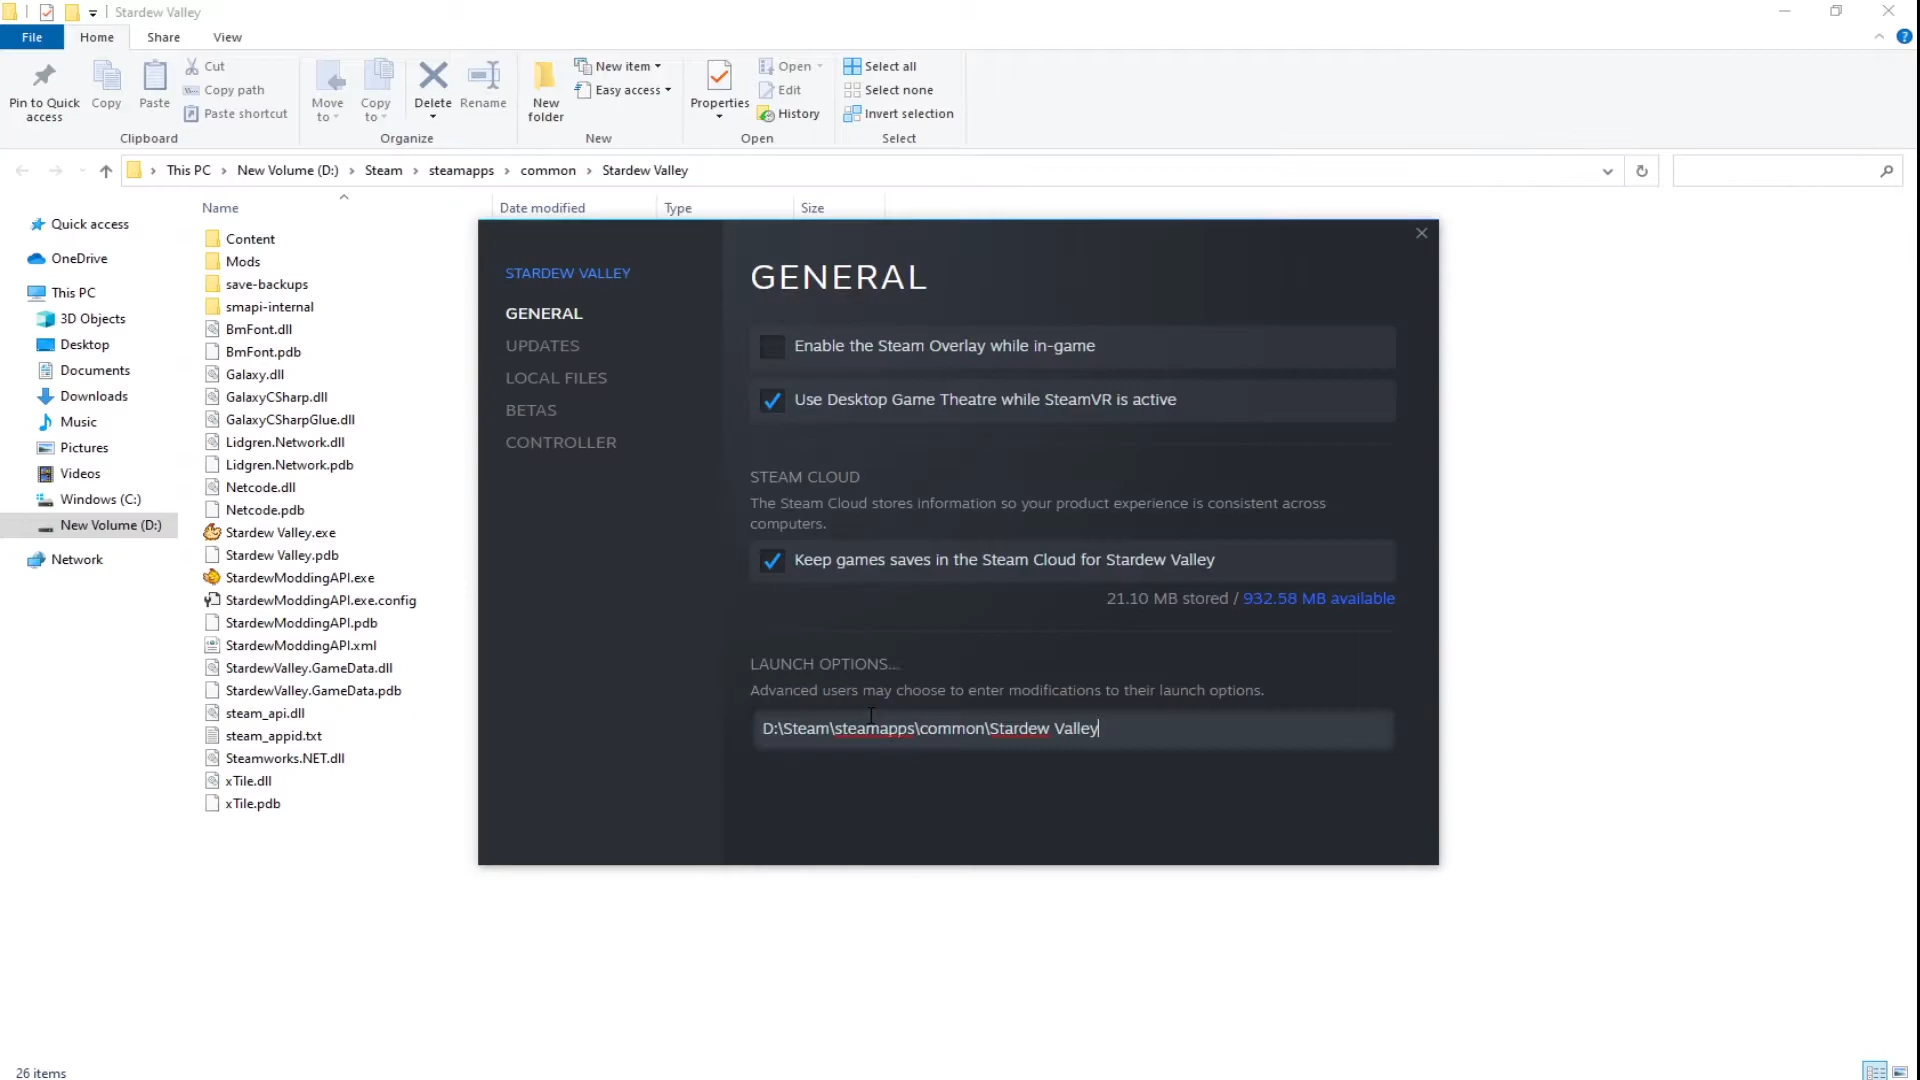 Stardew Valley
File
Home
Share
View
Pin to Quick access
Copy
Paste
Cut
Copy path
Paste shortcut
Clipboard
Move to
Copy to
Delete
Rename
Organize
New folder
New item
Easy access
New
Properties
Open
Edit
History
Open
Select all
Select none
Invert selection
Select
This PC › New Volume (D:) › Steam › steamapps › common › Stardew Valley
Name
Date modified
Type
Size
Quick access
OneDrive
This PC
3D Objects
Desktop
Documents
Downloads
Music
Pictures
Videos
Windows (C:)
New Volume (D:)
Network
Content
Mods
save-backups
smapi-internal
BmFont.dll
BmFont.pdb
Galaxy.dll
GalaxyCSharp.dll
GalaxyCSharpGlue.dll
Lidgren.Network.dll
Lidgren.Network.pdb
Netcode.dll
Netcode.pdb
Stardew Valley.exe
Stardew Valley.pdb
StardewModdingAPI.exe
StardewModdingAPI.exe.config
StardewModdingAPI.pdb
StardewModdingAPI.xml
StardewValley.GameData.dll
StardewValley.GameData.pdb
steam_api.dll
steam_appid.txt
Steamworks.NET.dll
xTile.dll
xTile.pdb
STARDEW VALLEY
GENERAL
UPDATES
LOCAL FILES
BETAS
CONTROLLER
GENERAL
Enable the Steam Overlay while in-game
Use Desktop Game Theatre while SteamVR is active
STEAM CLOUD
The Steam Cloud stores information so your product experience is consistent across
computers.
Keep games saves in the Steam Cloud for Stardew Valley
21.10 MB stored / 932.58 MB available
LAUNCH OPTIONS...
Advanced users may choose to enter modifications to their launch options.
D:\Steam\steamapps\common\Stardew Valley
26 items